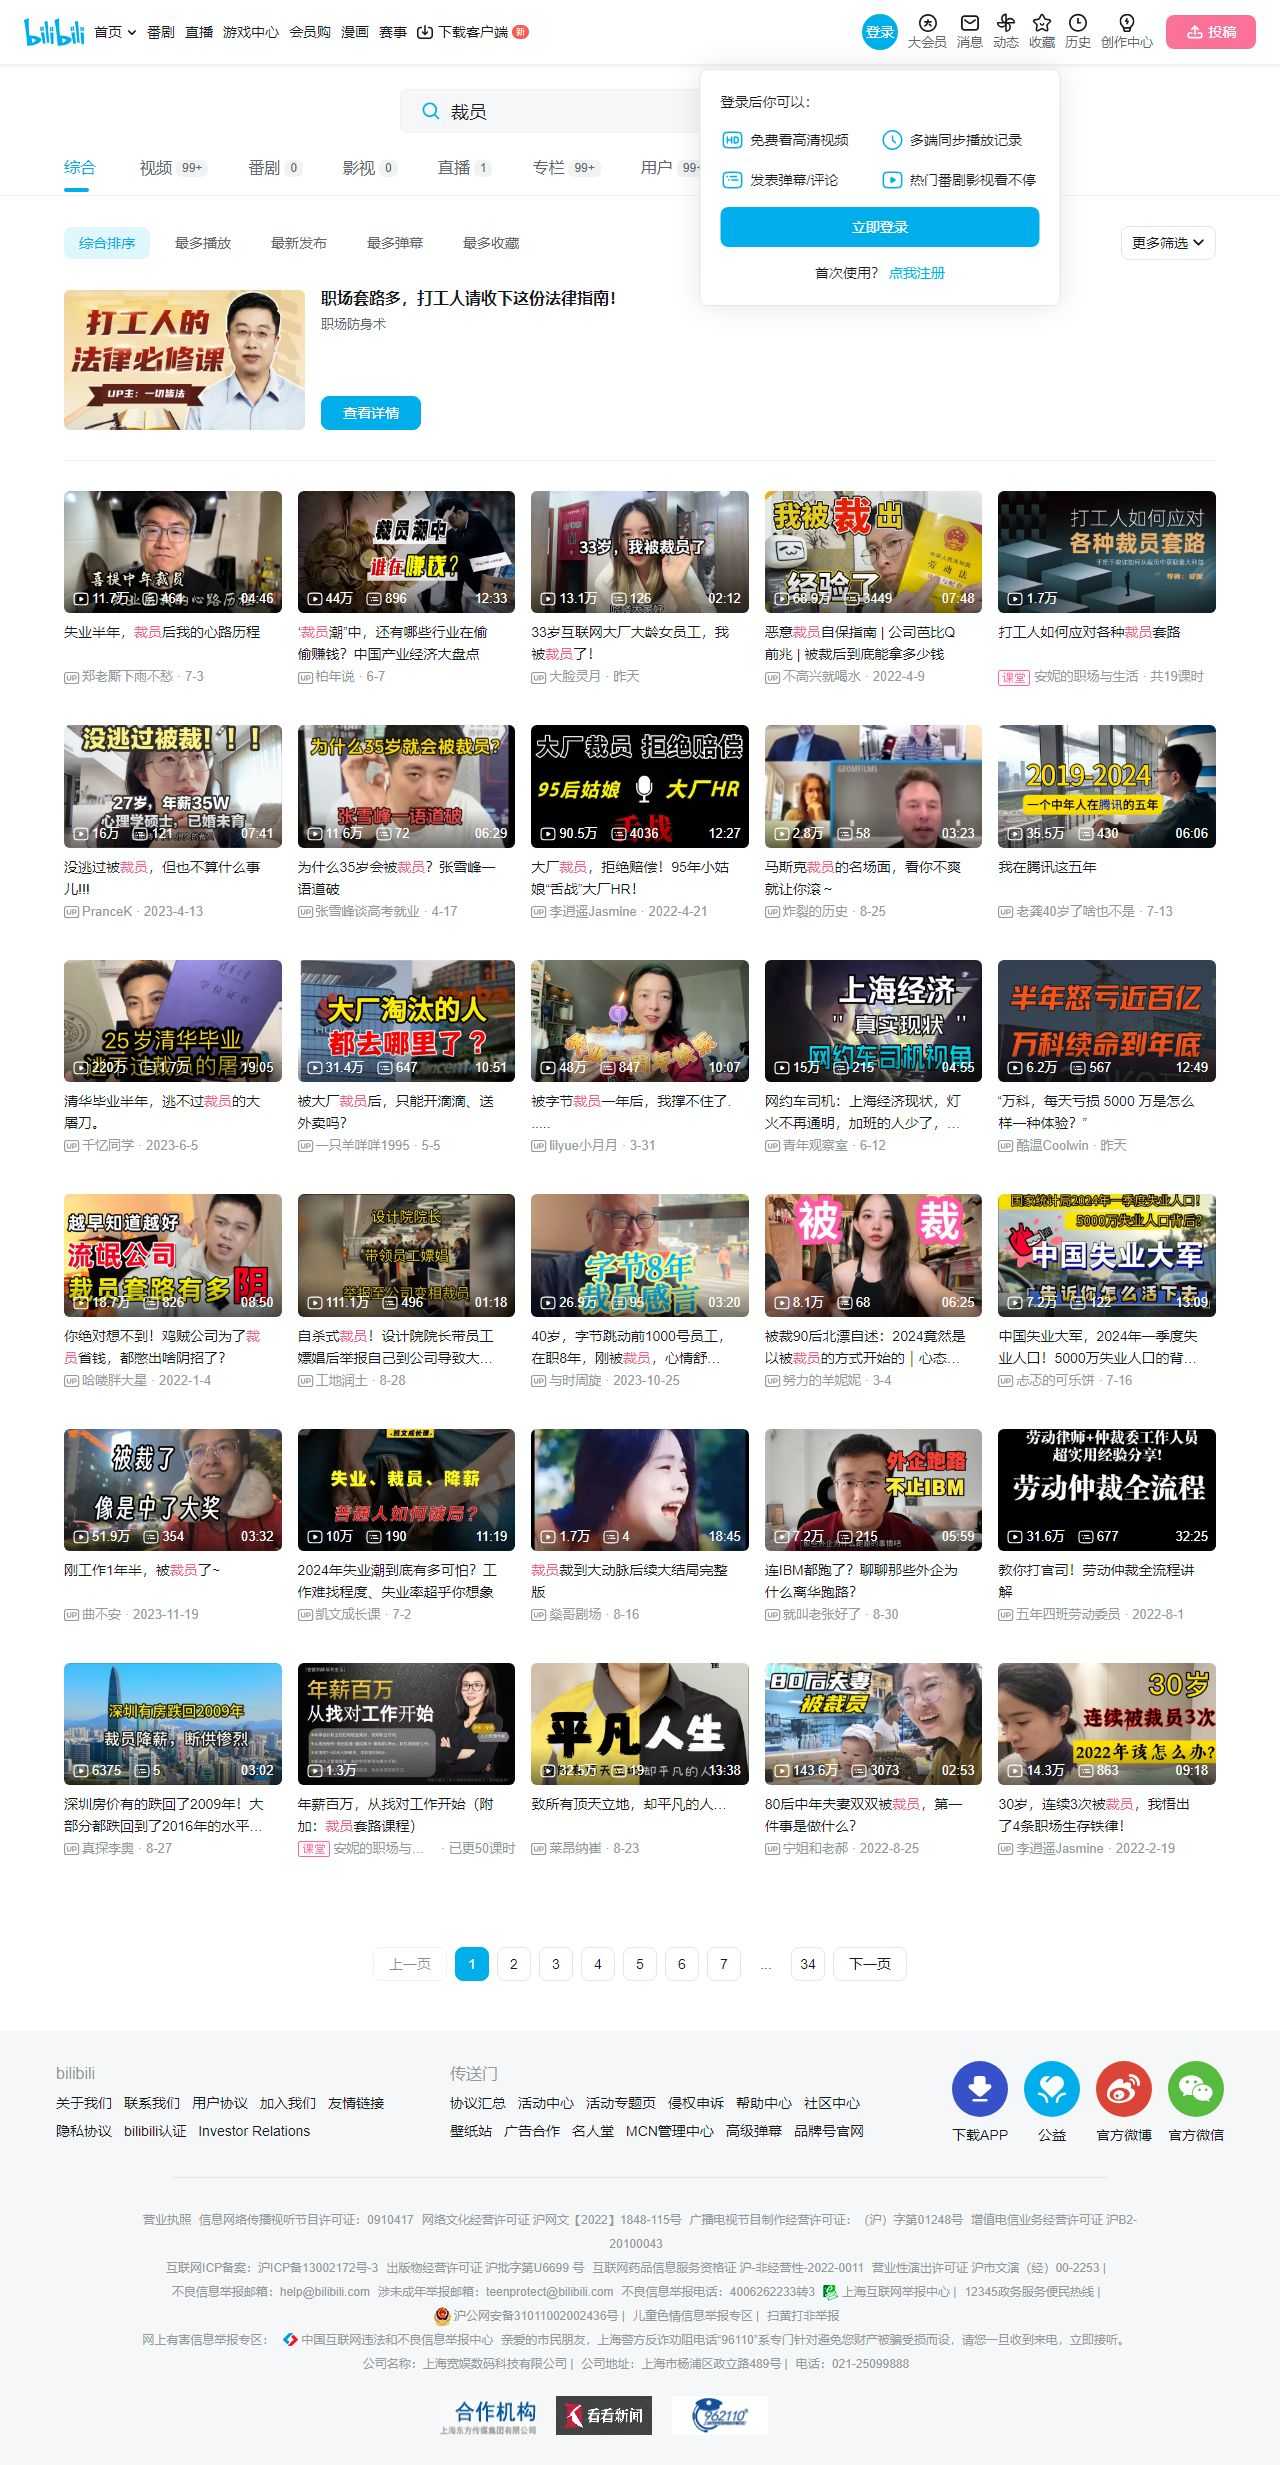 bilibili 首页 番剧 直播 游戏中心 会员购 漫画 赛事 下载客户端 新
登录 大会员 消息 动态 收藏 历史 创作中心 投稿
裁员
登录后你可以：
免费看高清视频 多端同步播放记录
发表弹幕/评论 热门番剧影视看不停
立即登录
首次使用？ 点我注册
综合 视频 99+ 番剧 0 影视 0 直播 1 专栏 99+ 用户
综合排序 最多播放 最新发布 最多弹幕 最多收藏 更多筛选
打工人的
法律必修课
UP主：一切皆法
职场套路多，打工人请收下这份法律指南！
职场防身术
查看详情
喜提中年裁员
11.7万 464 04:46
裁员潮中
谁在赚钱？
44万 896 12:33
33岁，我被裁员了
13.1万 126 02:12
我被裁出
经验了
68.9万 3449 07:48
打工人如何应对
各种裁员套路
1.7万
失业半年，裁员后我的心路历程
郑老厮下雨不愁 · 7-3
“裁员潮”中，还有哪些行业在偷
偷赚钱？中国产业经济大盘点
柏年说 · 6-7
33岁互联网大厂大龄女员工，我
被裁员了！
大脸灵月 · 昨天
恶意裁员自保指南 | 公司芭比Q
前兆 | 被裁后到底能拿多少钱
不高兴就喝水 · 2022-4-9
打工人如何应对各种裁员套路
课堂 安妮的职场与生活 · 共19课时
没逃过被裁！！！
27岁，年薪35W
心理学硕士，已婚未育
16万 121 07:41
为什么35岁就会被裁员？
张雪峰一语道破
11.6万 72 06:29
大厂裁员 拒绝赔偿
95后姑娘 大厂HR
舌战
90.5万 4036 12:27
GEOMFILMS
2.8万 58 03:23
2019-2024
一个中年人在腾讯的五年
35.5万 430 06:06
没逃过被裁员，但也不算什么事
儿!!!
PranceK · 2023-4-13
为什么35岁会被裁员？张雪峰一
语道破
张雪峰谈高考就业 · 4-17
大厂裁员，拒绝赔偿！95年小姑
娘“舌战”大厂HR！
李逍遥Jasmine · 2022-4-21
马斯克裁员的名场面，看你不爽
就让你滚～
炸裂的历史 · 8-25
我在腾讯这五年
老龚40岁了啥也不是 · 7-13
25岁清华毕业
逃不过裁员的屠刀
220万 1.7万 19:05
大厂淘汰的人
都去哪里了？
31.4万 647 10:51
48万 847 10:07
上海经济
"真实现状"
网约车司机视角
15万 215 04:55
半年怒亏近百亿
万科续命到年底
6.2万 567 12:49
清华毕业半年，逃不过裁员的大
屠刀。
千忆同学 · 2023-6-5
被大厂裁员后，只能开滴滴、送
外卖吗？
一只羊咩咩1995 · 5-5
被字节裁员一年后，我撑不住了.
.....
lilyue小月月 · 3-31
网约车司机：上海经济现状，灯
火不再通明，加班的人少了，...
青年观察室 · 6-12
“万科，每天亏损 5000 万是怎么
样一种体验？”
酷温Coolwin · 昨天
越早知道越好
流氓公司
裁员套路有多阴
18.7万 826 08:50
设计院院长
带领员工嫖娼
举报至公司变相裁员
111.1万 496 01:18
字节8年
裁员感言
26.9万 95 03:20
被裁
8.1万 68 06:25
国家统计局2024年一季度失业人口！
5000万失业人口背后？
中国失业大军
告诉你怎么活下去
7.2万 122 13:09
你绝对想不到！鸡贼公司为了裁
员省钱，都憋出啥阴招了？
哈喽胖大星 · 2022-1-4
自杀式裁员！设计院院长带员工
嫖娼后举报自己到公司导致大...
工地润土 · 8-28
40岁，字节跳动前1000号员工，
在职8年，刚被裁员，心情舒...
与时周旋 · 2023-10-25
被裁90后北漂自述：2024竟然是
以被裁员的方式开始的 | 心态...
努力的羊妮妮 · 3-4
中国失业大军，2024年一季度失
业人口！5000万失业人口的背...
忐忑的可乐饼 · 7-16
被裁了
像是中了大奖
51.9万 354 03:32
凯文成长课
失业、裁员、降薪
普通人如何破局？
10万 190 11:19
1.7万 4 18:45
外企跑路
不止IBM
7.2万 215 05:59
劳动律师+仲裁委工作人员
超实用经验分享！
劳动仲裁全流程
31.6万 677 32:25
刚工作1年半，被裁员了~
曲不安 · 2023-11-19
2024年失业潮到底有多可怕？工
作难找程度、失业率超乎你想象
凯文成长课 · 7-2
裁员裁到大动脉后续大结局完整
版
燊哥剧场 · 8-16
连IBM都跑了？聊聊那些外企为
什么离华跑路？
就叫老张好了 · 8-30
教你打官司！劳动仲裁全流程讲
解
五年四班劳动委员 · 2022-8-1
深圳有房跌回2009年
裁员降薪，断供惨烈
6375 5 03:02
年薪百万
从找对工作开始
1.3万
平凡人生
32.5万 19 13:38
80后夫妻
被裁员
143.6万 3073 02:53
30岁
连续被裁员3次
2022年该怎么办？
14.3万 863 09:18
深圳房价有的跌回了2009年！大
部分都跌回到了2016年的水平...
真探李奥 · 8-27
年薪百万，从找对工作开始（附
加：裁员套路课程）
课堂 安妮的职场与... · 已更50课时
致所有顶天立地，却平凡的人...
莱昂纳崔 · 8-23
80后中年夫妻双双被裁员，第一
件事是做什么？
宁姐和老郝 · 2022-8-25
30岁，连续3次被裁员，我悟出
了4条职场生存铁律！
李逍遥Jasmine · 2022-2-19
上一页 1 2 3 4 5 6 7 ... 34 下一页
bilibili
关于我们 联系我们 用户协议 加入我们 友情链接
隐私协议 bilibili认证 Investor Relations
传送门
协议汇总 活动中心 活动专题页 侵权申诉 帮助中心 社区中心
壁纸站 广告合作 名人堂 MCN管理中心 高级弹幕 品牌号官网
下载APP 公益 官方微博 官方微信
营业执照 信息网络传播视听节目许可证：0910417 网络文化经营许可证 沪网文【2022】1848-115号 广播电视节目制作经营许可证：（沪）字第01248号 增值电信业务经营许可证 沪B2-
20100043
互联网ICP备案：沪ICP备13002172号-3 出版物经营许可证 沪批字第U6699 号 互联网药品信息服务资格证 沪-非经营性-2022-0011 营业性演出许可证 沪市文演（经）00-2253 |
不良信息举报邮箱：help@bilibili.com 涉未成年举报邮箱：teenprotect@bilibili.com 不良信息举报电话：4006262233转3 上海互联网举报中心 | 12345政务服务便民热线 |
沪公网安备31011002002436号 | 儿童色情信息举报专区 | 扫黄打非举报
网上有害信息举报专区： 中国互联网违法和不良信息举报中心 亲爱的市民朋友，上海警方反诈劝阻电话“96110”系专门针对避免您财产被骗受损而设，请您一旦收到来电，立即接听。
公司名称：上海宽娱数码科技有限公司 | 公司地址：上海市杨浦区政立路489号 | 电话：021-25099888
合作机构
上海东方传媒集团有限公司
看看新闻
962110